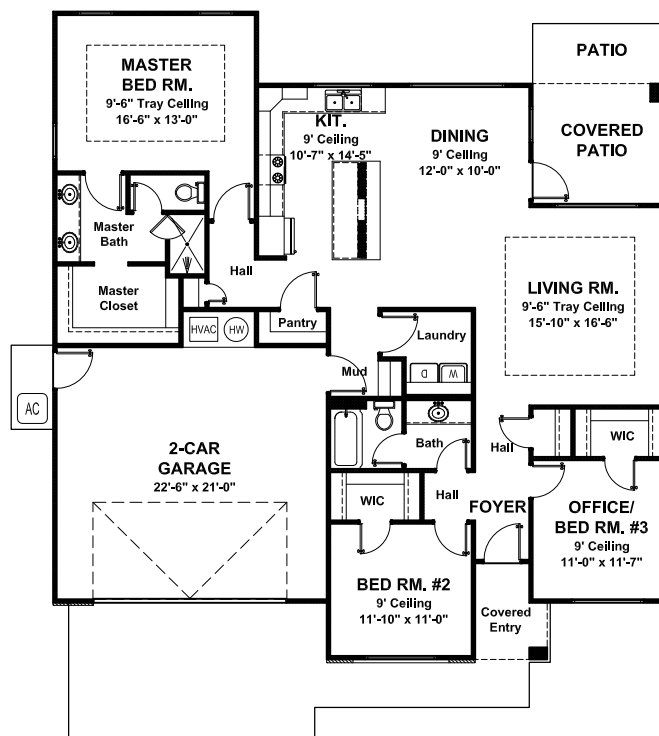 MASTER
BED RM.
9'-6" Tray Ceiling
16'-6" x 13'-0"
PATIO
KIT.
9' Ceiling
10'-7" x 14'-5"
DINING
9' Ceiling
12'-0" x 10'-0"
COVERED
PATIO
Master
Bath
Hall
Master
Closet
LIVING RM.
9'-6" Tray Ceiling
15'-10" x 16'-6"
HVAC
HW
Pantry
Laundry
D
W
Mud
AC
2-CAR
GARAGE
22'-6" x 21'-0"
Bath
Hall
WIC
WIC
Hall
FOYER
OFFICE/
BED RM. #3
9' Ceiling
11'-0" x 11'-7"
BED RM. #2
9' Ceiling
11'-10" x 11'-0"
Covered
Entry